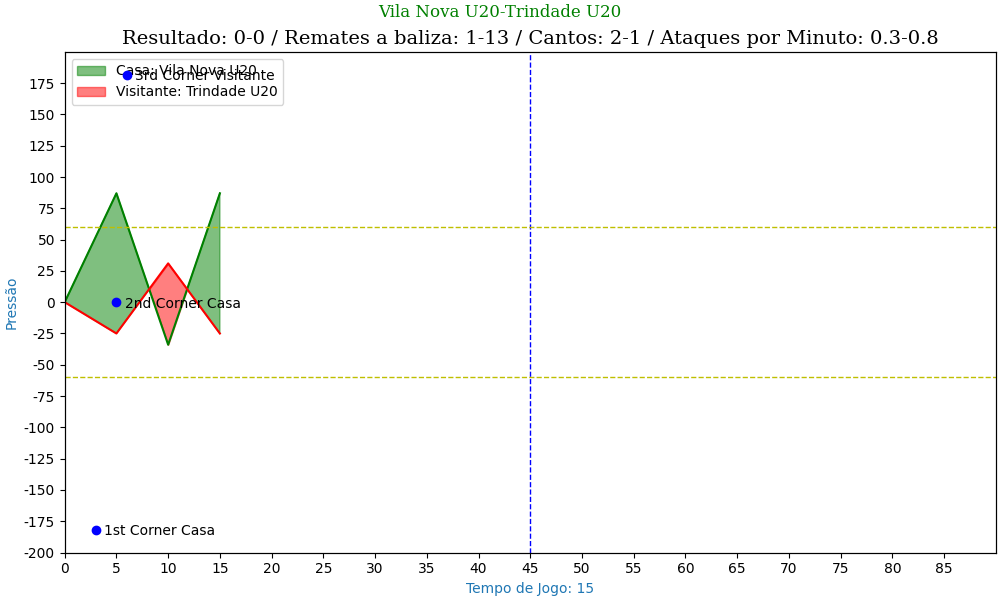 Vila Nova U20-Trindade U20
Resultado: 0-0 / Remates a baliza: 1-13 / Cantos: 2-1 / Ataques por Minuto: 0.3-0.8
Casa: Vila Nova U20
3rd Corner Visitante
Visitante: Trindade U20
175
150
125
100
75
50
25
0
2nd Corner Casa
-25
-50
-75
-100
-125
-150
-175
-200
1st Corner Casa
Pressão
0 5 10 15 20 25 30 35 40 45 50 55 60 65 70 75 80 85
Tempo de Jogo: 15